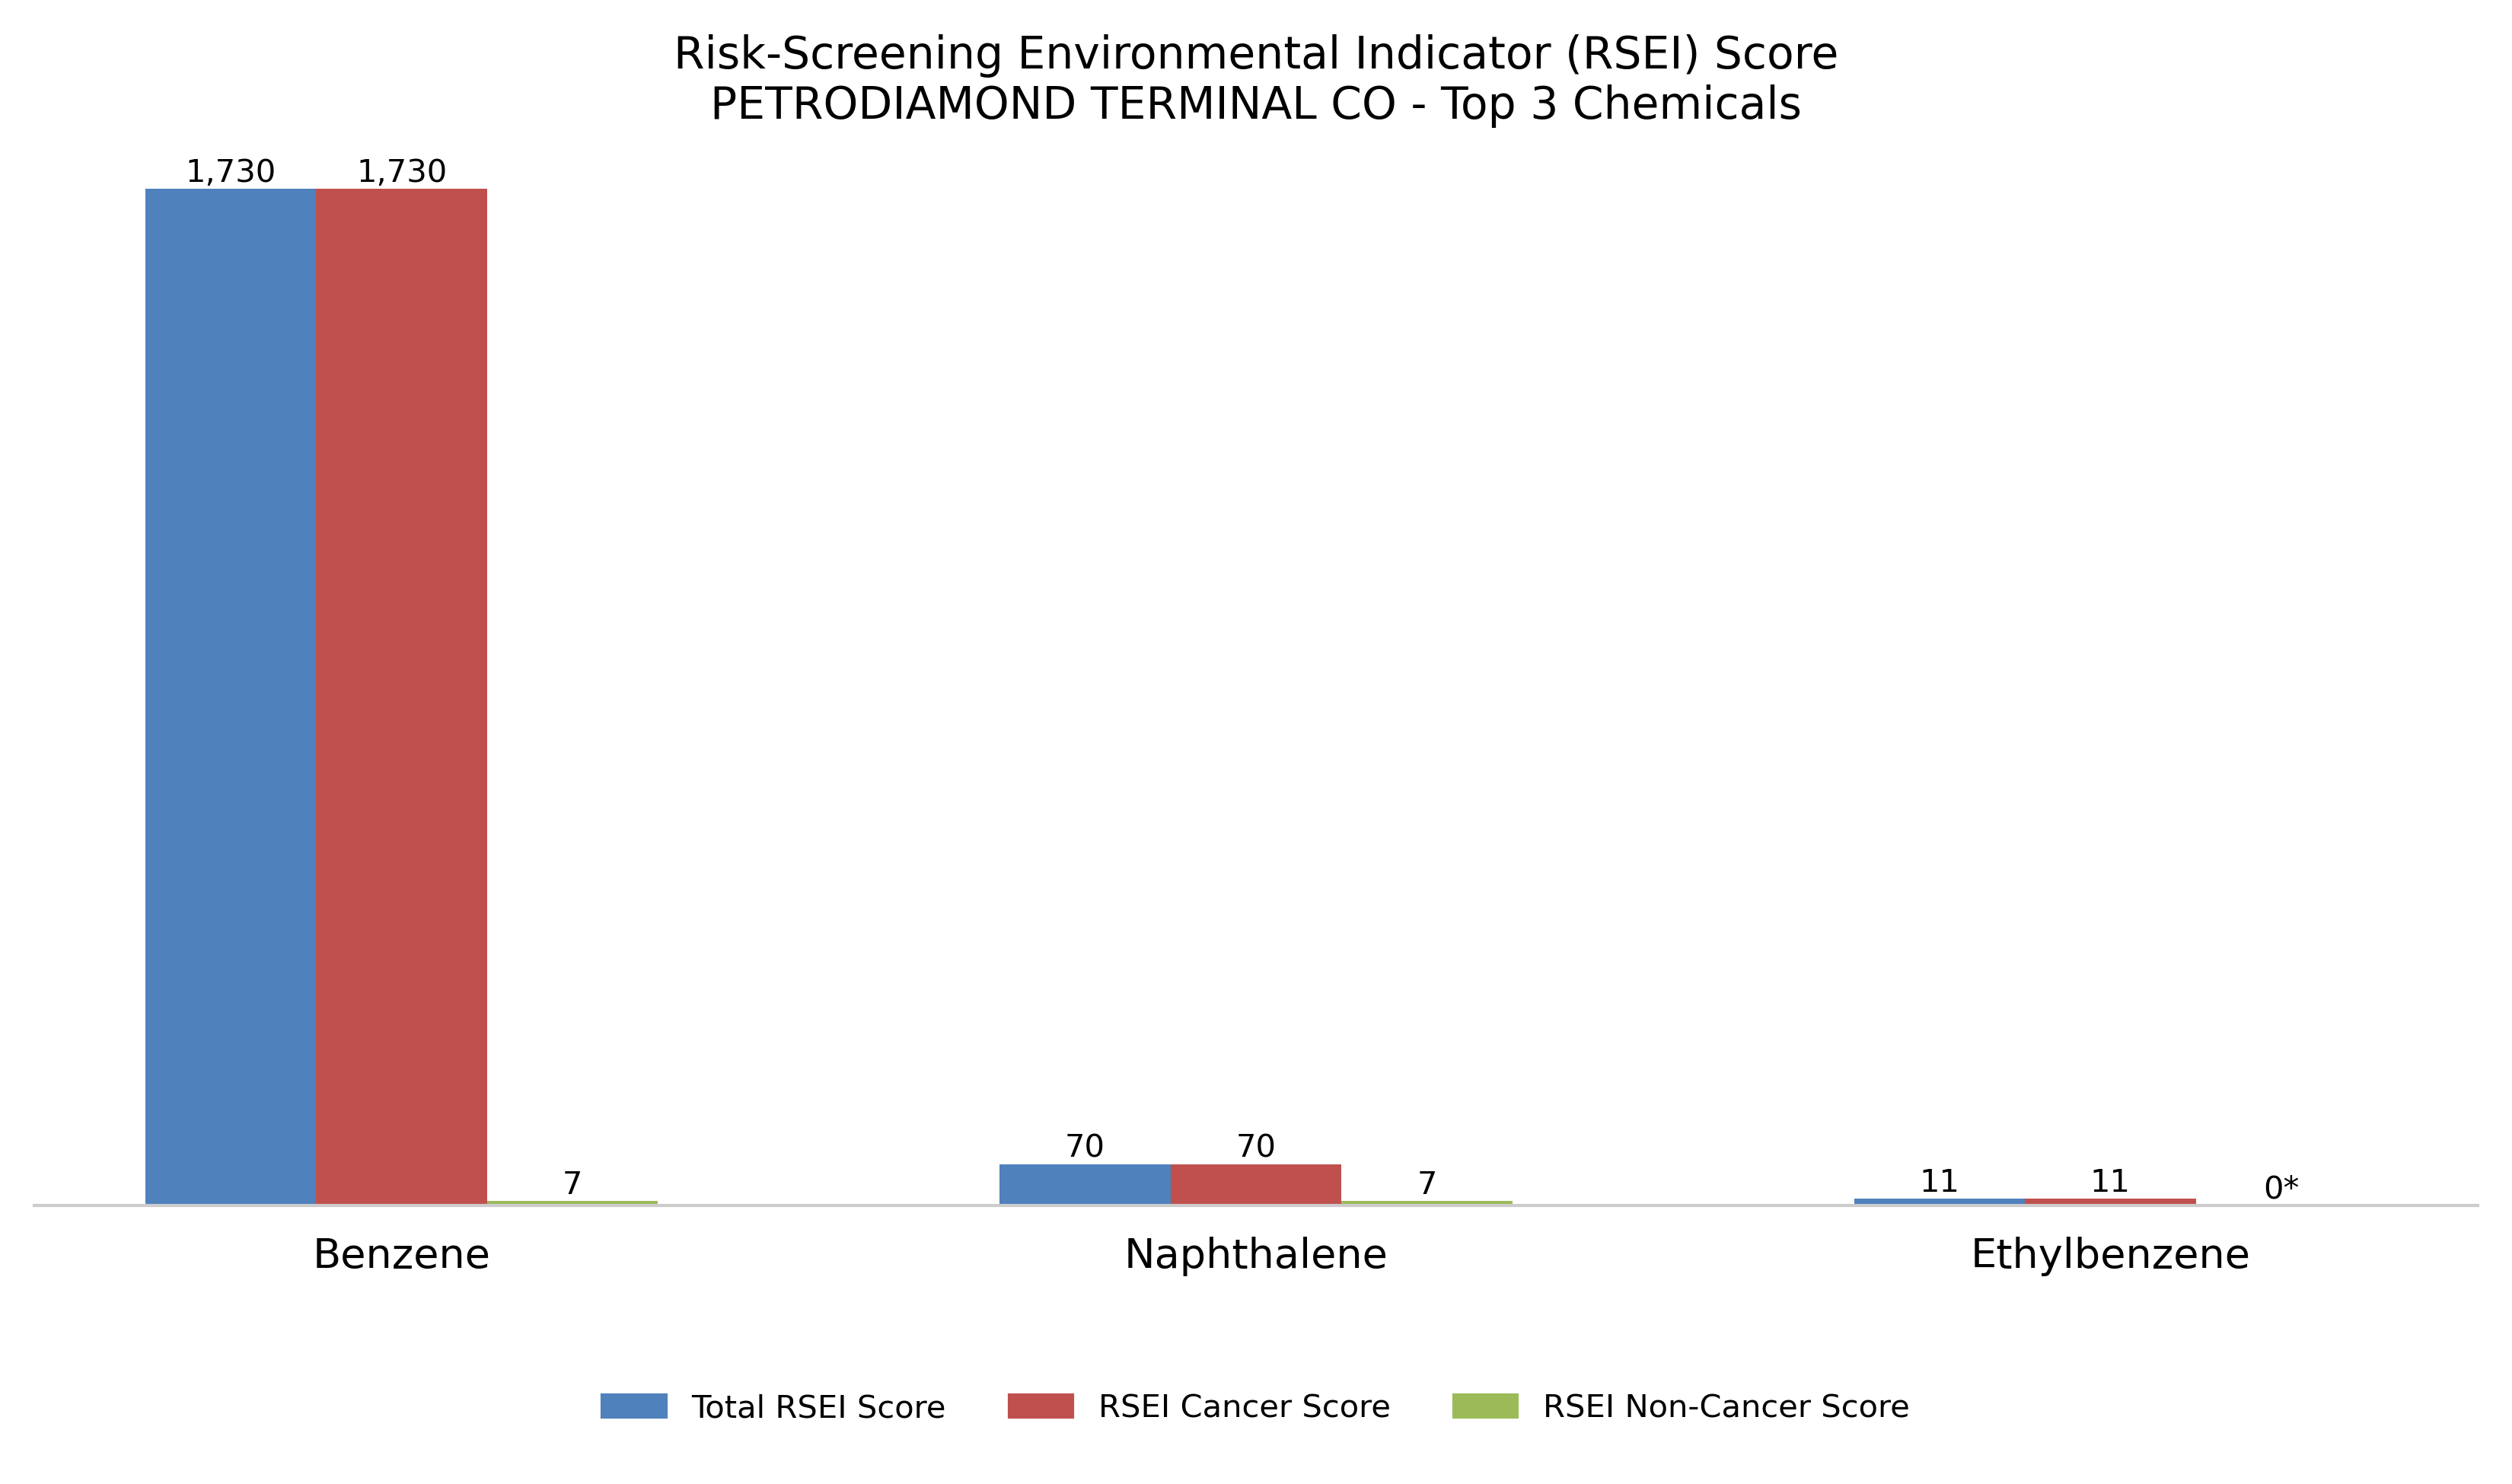 Risk-Screening Environmental Indicator (RSEI) Score
PETRODIAMOND TERMINAL CO - Top 3 Chemicals
1,730 1,730
7
70 70
7
11 11
0*
Benzene Naphthalene Ethylbenzene
Total RSEI Score RSEI Cancer Score RSEI Non-Cancer Score